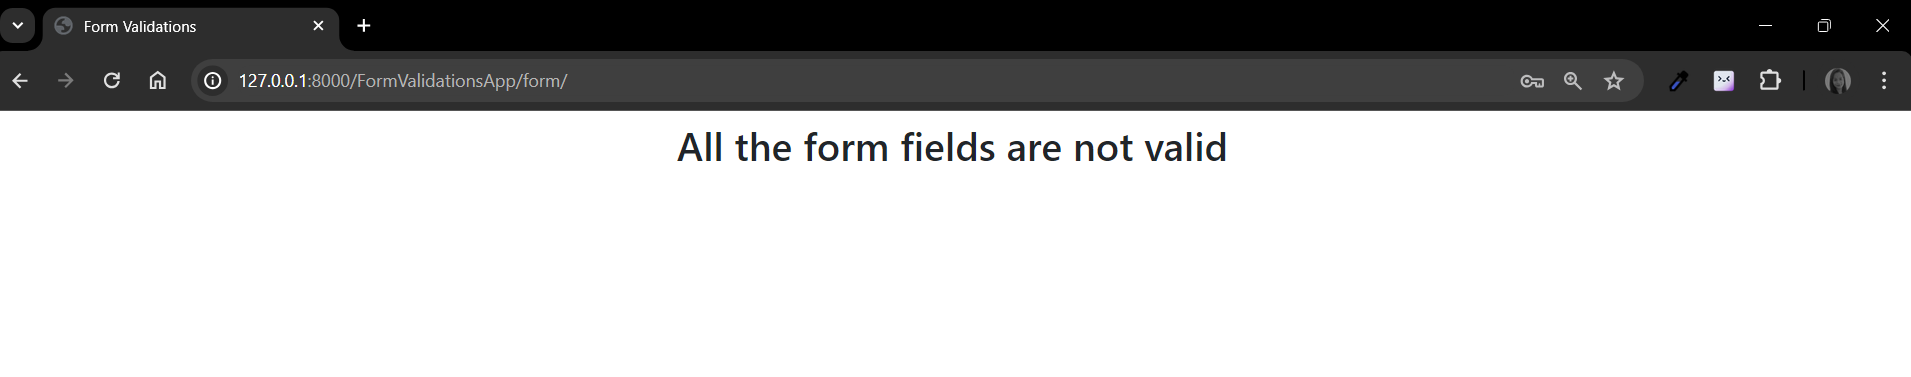 Form Validations
127.0.0.1:8000/FormValidationsApp/form/
All the form fields are not valid